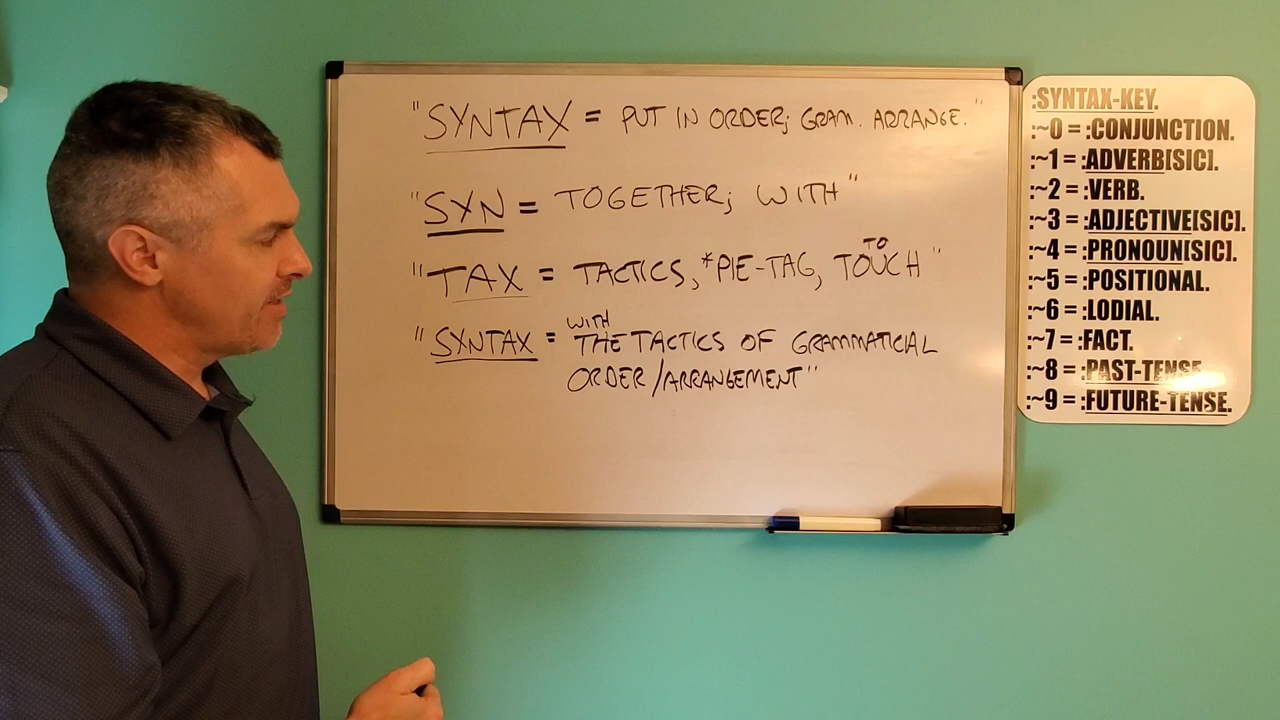 "SYNTAX = PUT IN ORDER; GRAM. ARRANGE."
"SYN = TOGETHER; WITH"
"TAX = TACTICS, *PIE-TAG, TO TOUCH"
"SYNTAX = WITH THE TACTICS OF GRAMMATICAL
ORDER/ARRANGEMENT"
:SYNTAX-KEY.
:~0 = :CONJUNCTION.
:~1 = :ADVERB[SIC].
:~2 = :VERB.
:~3 = :ADJECTIVE[SIC].
:~4 = :PRONOUN[SIC].
:~5 = :POSITIONAL.
:~6 = :LODIAL.
:~7 = :FACT.
:~8 = :PAST-TENSE.
:~9 = :FUTURE-TENSE.